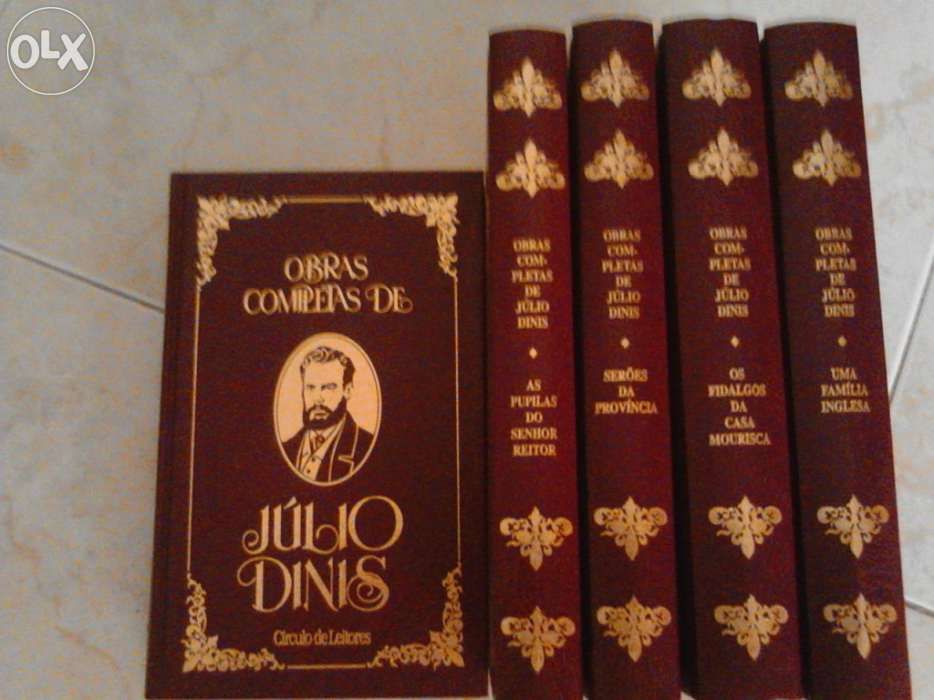 OLX
OBRAS
COMPLETAS DE
JÚLIO
DINIS
Círculo de Leitores
OBRAS
COM-
PLETAS
DE
JÚLIO
DINIS
AS
PUPILAS
DO
SENHOR
REITOR
OBRAS
COM-
PLETAS
DE
JÚLIO
DINIS
SERÕES
DA
PROVÍNCIA
OBRAS
COM-
PLETAS
DE
JÚLIO
DINIS
OS
FIDALGOS
DA
CASA
MOURISCA
OBRAS
COM-
PLETAS
DE
JÚLIO
DINIS
UMA
FAMÍLIA
INGLESA